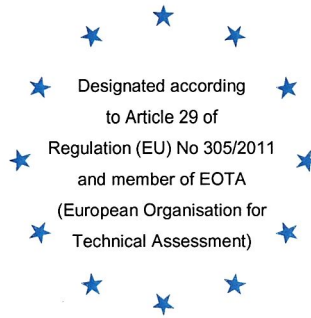 Designated according
to Article 29 of
Regulation (EU) No 305/2011
and member of EOTA
(European Organisation for
Technical Assessment)